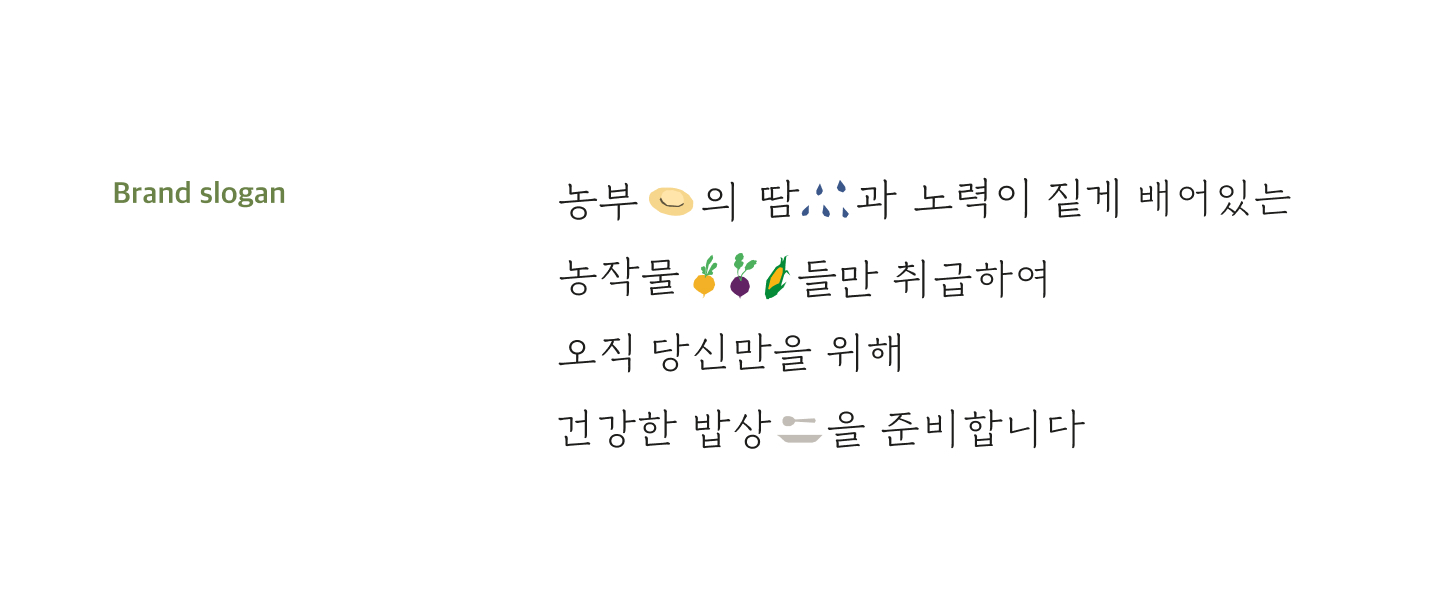 Brand slogan
농부의 땀과 노력이 짙게 배어있는
농작물들만 취급하여
오직 당신만을 위해
건강한 밥상을 준비합니다